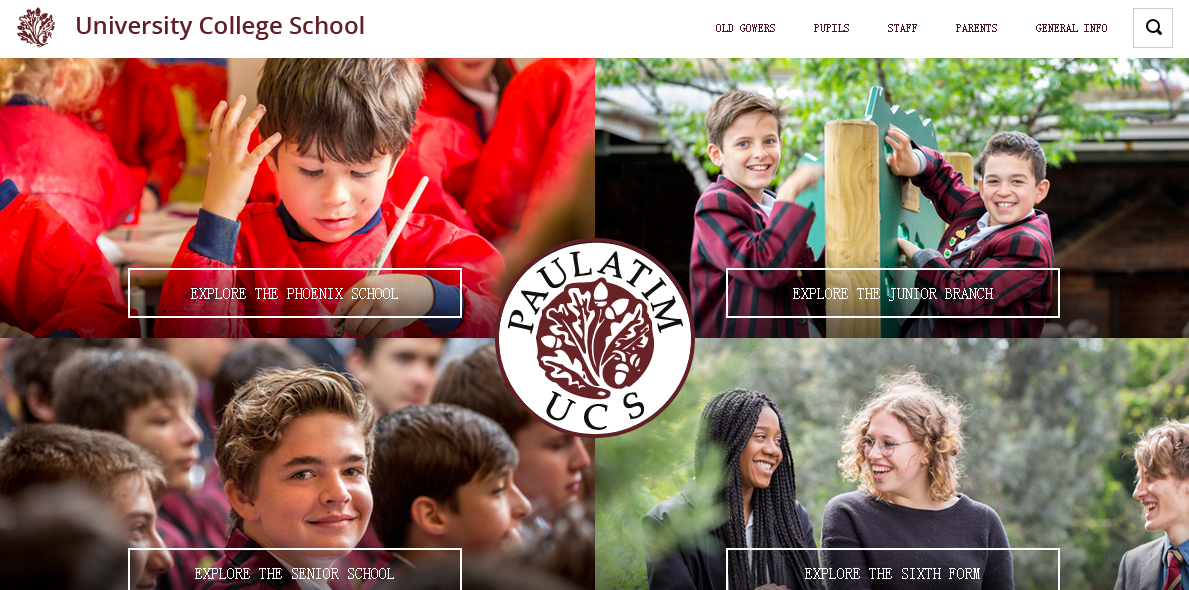 University College School
OLD GOWERS
PUPILS
STAFF
PARENTS
GENERAL INFO
EXPLORE THE PHOENIX SCHOOL
EXPLORE THE JUNIOR BRANCH
PAULATIM
UCS
EXPLORE THE SENIOR SCHOOL
EXPLORE THE SIXTH FORM